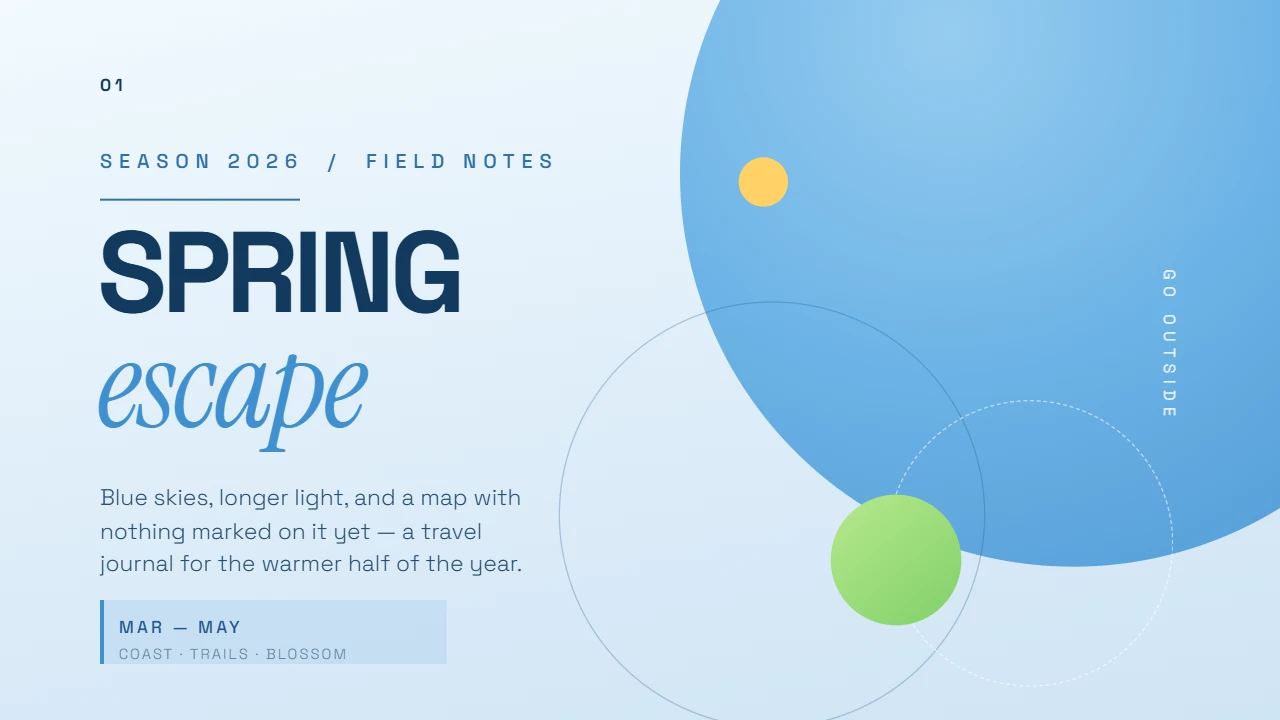 01
SEASON 2026 / FIELD NOTES
SPRING
escape
Blue skies, longer light, and a map with
nothing marked on it yet — a travel
journal for the warmer half of the year.
MAR — MAY
COAST · TRAILS · BLOSSOM
GO OUTSIDE